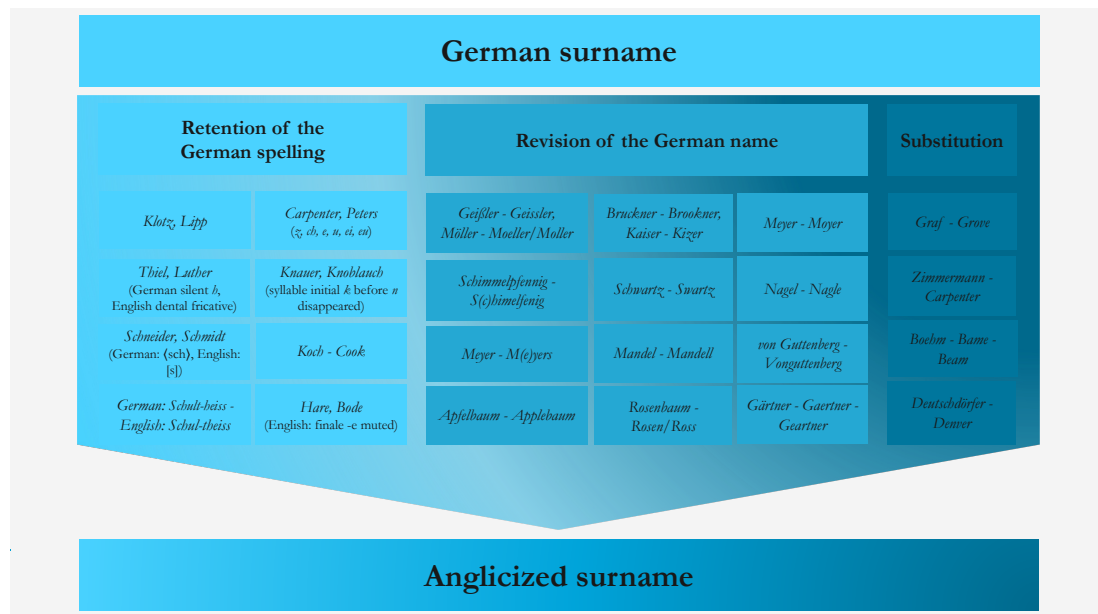 German surname
Retention of the
German spelling
Revision of the German name
Substitution
Klotz, Lipp
Carpenter, Peters
(z, ch, e, u, ei, eu)
Geißler - Geissler,
Möller - Moeller/Moller
Bruckner - Brookner,
Kaiser - Kizer
Meyer - Moyer
Graf - Grove
Thiel, Luther
(German silent h,
English dental fricative)
Knauer, Knoblauch
(syllable initial k before n
disappeared)
Schimmelpfennig -
S(c)himelfenig
Schwartz - Swartz
Nagel - Nagle
Zimmermann -
Carpenter
Schneider, Schmidt
(German: ⟨sch⟩, English:
[s])
Koch - Cook
Meyer - M(e)yers
Mandel - Mandell
von Guttenberg -
Vonguttenberg
Boehm - Bame -
Beam
German: Schult-heiss -
English: Schul-theiss
Hare, Bode
(English: finale -e muted)
Apfelbaum - Applebaum
Rosenbaum -
Rosen/Ross
Gärtner - Gaertner -
Geartner
Deutschdörfer -
Denver
Anglicized surname